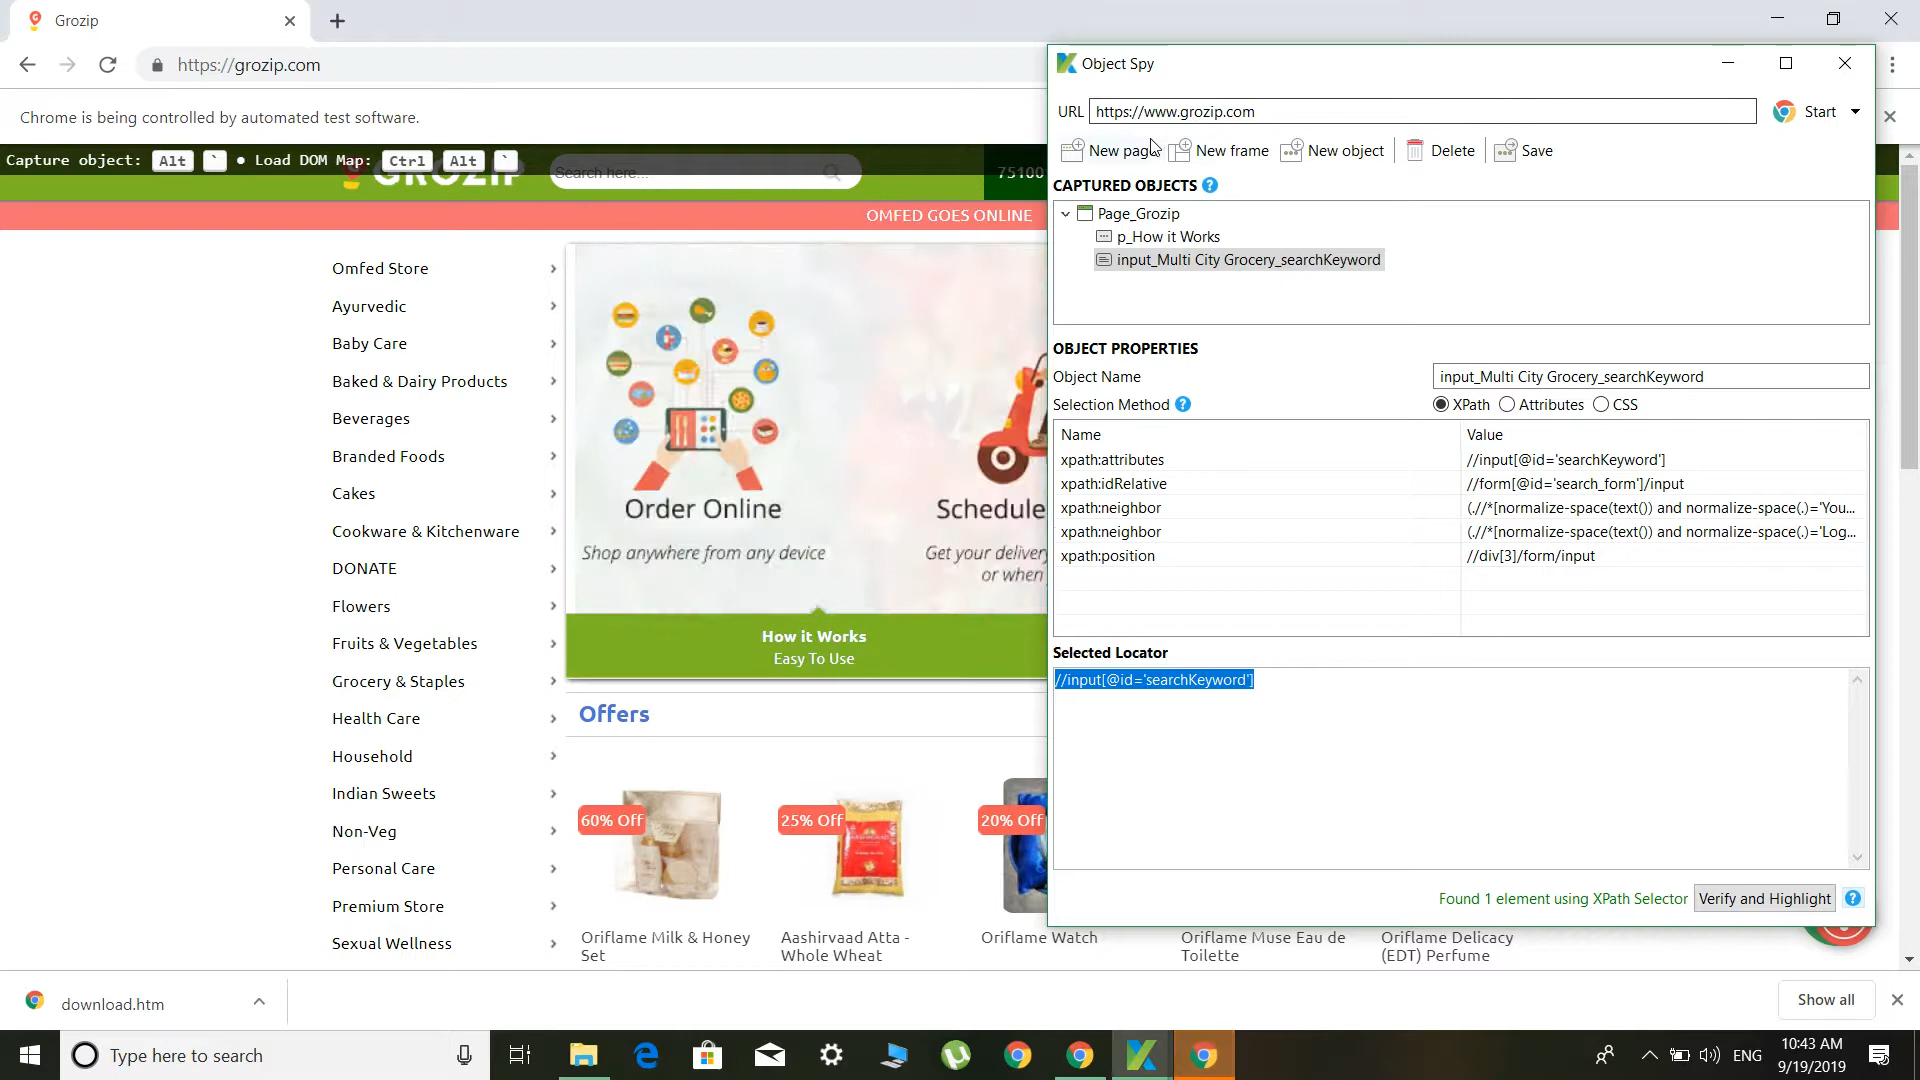 Grozip
https://grozip.com
Chrome is being controlled by automated test software.
Capture object: Alt ` • Load DOM Map: Ctrl Alt `
GROZIP
Search here...
75100
OMFED GOES ONLINE
Omfed Store
Ayurvedic
Baby Care
Baked & Dairy Products
Beverages
Branded Foods
Cakes
Cookware & Kitchenware
DONATE
Flowers
Fruits & Vegetables
Grocery & Staples
Health Care
Household
Indian Sweets
Non-Veg
Personal Care
Premium Store
Sexual Wellness
Order Online
Shop anywhere from any device
Schedule
Get your delivery
or when
How it Works
Easy To Use
Offers
60% Off
25% Off
20% Off
Oriflame Milk & Honey
Set
Aashirvaad Atta -
Whole Wheat
Oriflame Watch
Oriflame Muse Eau de
Toilette
Oriflame Delicacy
(EDT) Perfume
Object Spy
URL https://www.grozip.com Start
New page New frame New object Delete Save
CAPTURED OBJECTS
Page_Grozip
p_How it Works
input_Multi City Grocery_searchKeyword
OBJECT PROPERTIES
Object Name input_Multi City Grocery_searchKeyword
Selection Method XPath Attributes CSS
Name Value
xpath:attributes //input[@id='searchKeyword']
xpath:idRelative //form[@id='search_form']/input
xpath:neighbor (.//*[normalize-space(text()) and normalize-space(.)='You...
xpath:neighbor (.//*[normalize-space(text()) and normalize-space(.)='Log...
xpath:position //div[3]/form/input
Selected Locator
//input[@id='searchKeyword']
Found 1 element using XPath Selector Verify and Highlight
download.htm
Show all
Type here to search
ENG
10:43 AM
9/19/2019